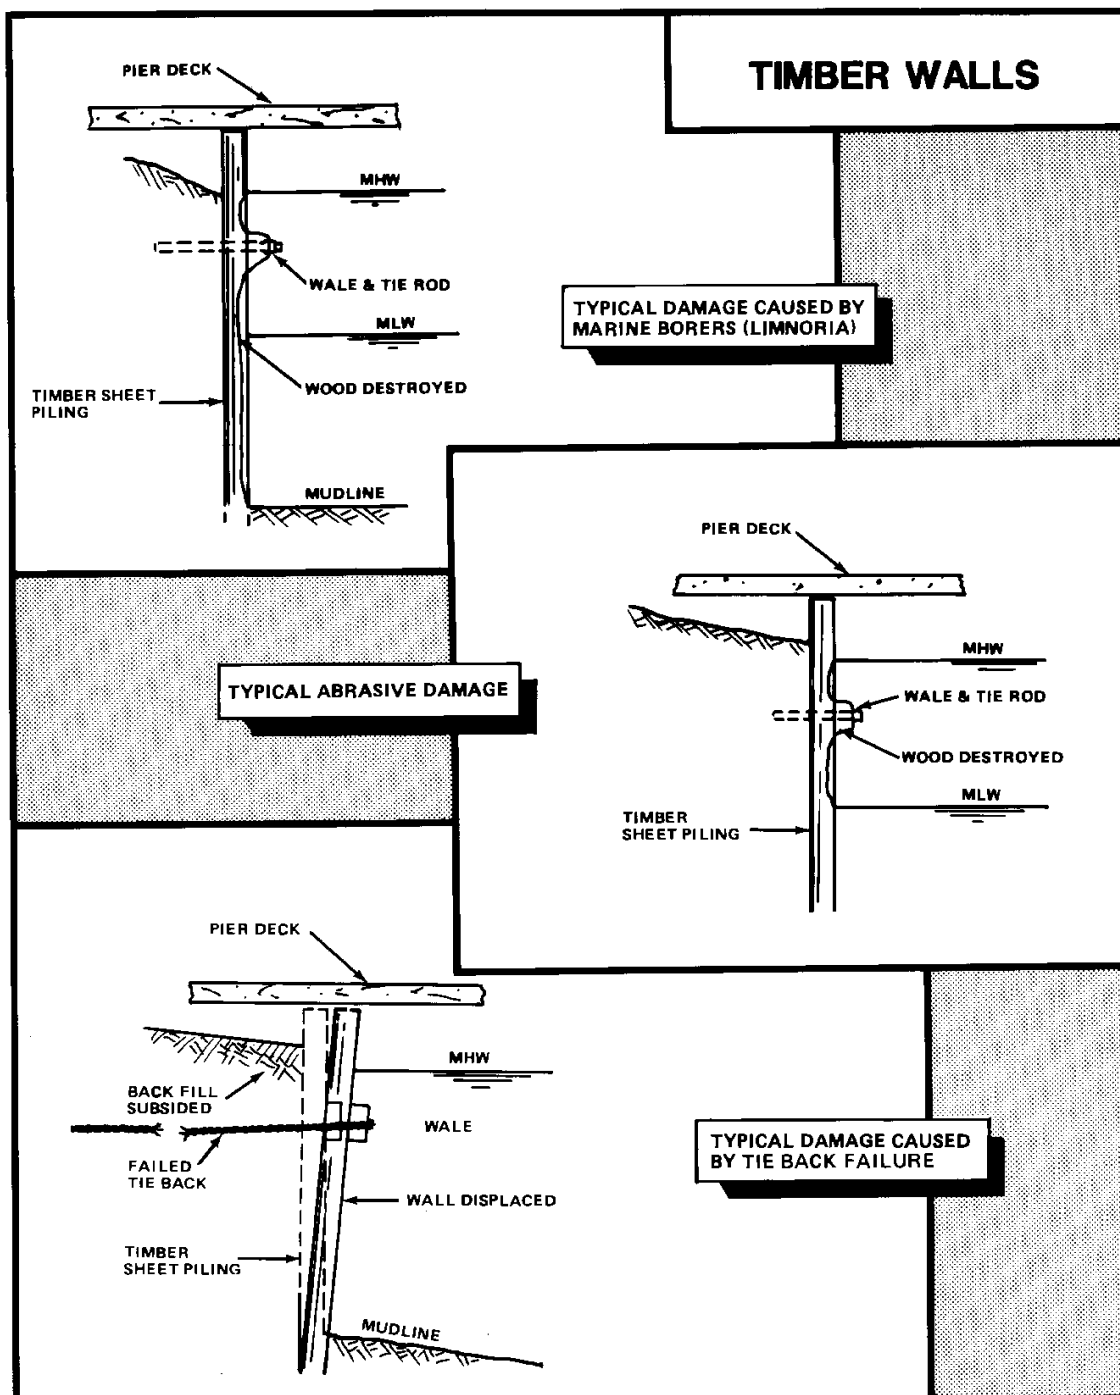 TIMBER WALLS
PIER DECK
MHW
WALE & TIE ROD
TYPICAL DAMAGE CAUSED BY
MARINE BORERS (LIMNORIA)
MLW
WOOD DESTROYED
TIMBER SHEET
PILING
MUDLINE
PIER DECK
MHW
TYPICAL ABRASIVE DAMAGE
WALE & TIE ROD
WOOD DESTROYED
MLW
TIMBER
SHEET PILING
PIER DECK
MHW
BACK FILL
SUBSIDED
WALE
TYPICAL DAMAGE CAUSED
BY TIE BACK FAILURE
FAILED
TIE BACK
WALL DISPLACED
TIMBER
SHEET PILING
MUDLINE